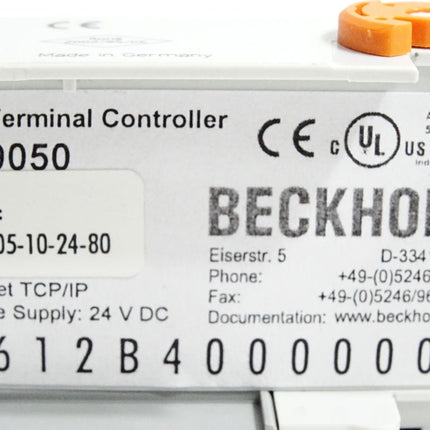 Made in Germany
Terminal Controller
9050
CE c UL US
05-10-24-80
BECKHO
Eiserstr. 5 D-334
Phone: +49-(0)5246
Fax: +49-(0)5246/96
Documentation: www.beckho
et TCP/IP
e Supply: 24 V DC
612B4000000